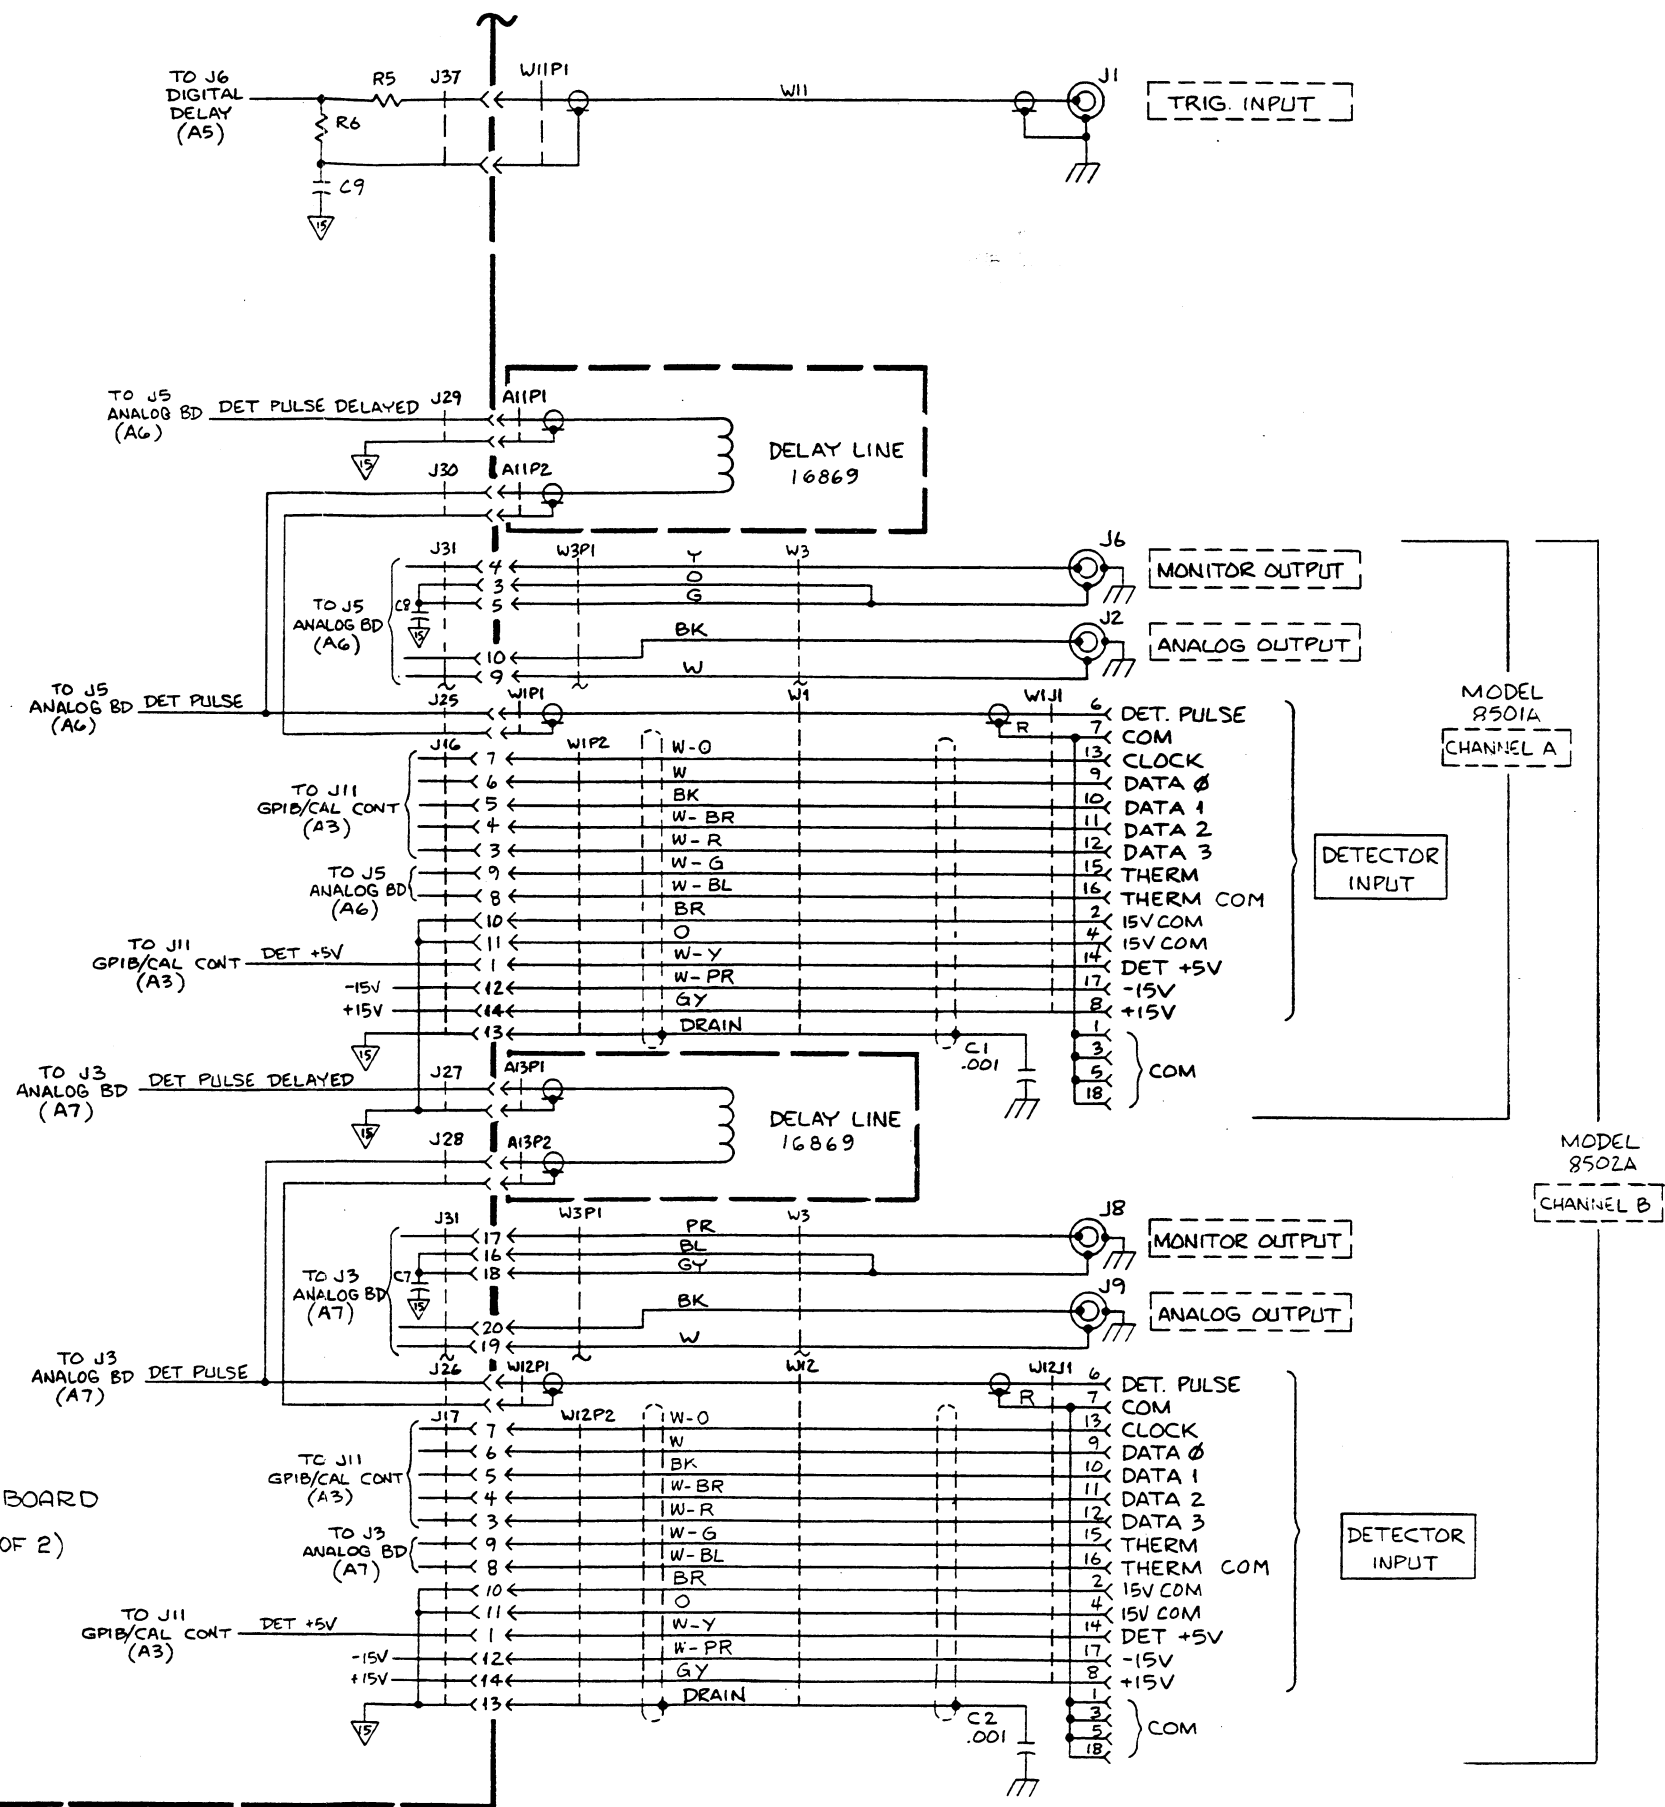 TO J6
DIGITAL
DELAY
(A5)
R5
J37
W11P1
W11
J1
TRIG. INPUT
R6
C9
15
TO J5
ANALOG BD
(A6)
DET PULSE DELAYED
J29
A11P1
15
J30
A11P2
DELAY LINE
16869
J31
W3P1
W3
J6
MONITOR OUTPUT
TO J5
ANALOG BD
(A6)
C8
15
4
Y
3
O
5
G
J2
ANALOG OUTPUT
10
BK
9
W
TO J5
ANALOG BD
(A6)
DET PULSE
J25
W1P1
W1
W1J1
6
DET. PULSE
R
7
COM
J16
W1P2
TO J11
GPIB/CAL CONT
(A3)
7
W-O
13
CLOCK
6
W
9
DATA Ø
5
BK
10
DATA 1
4
W-BR
11
DATA 2
3
W-R
12
DATA 3
TO J5
ANALOG BD
(A6)
9
W-G
15
THERM
8
W-BL
16
THERM COM
10
BR
2
15V COM
11
O
4
15V COM
TO J11
GPIB/CAL CONT
(A3)
DET +5V
1
W-Y
14
DET +5V
-15V
12
W-PR
17
-15V
+15V
14
GY
8
+15V
13
DRAIN
15
C1
.001
1
3
5
18
COM
DETECTOR
INPUT
MODEL
8501A
CHANNEL A
TO J3
ANALOG BD
(A7)
DET PULSE DELAYED
J27
A13P1
15
J28
A13P2
DELAY LINE
16869
MODEL
8502A
CHANNEL B
J31
W3P1
W3
J8
MONITOR OUTPUT
TO J3
ANALOG BD
(A7)
C7
15
17
PR
16
BL
18
GY
J9
ANALOG OUTPUT
20
BK
19
W
TO J3
ANALOG BD
(A7)
DET PULSE
J26
W12P1
W12
W12J1
6
DET. PULSE
R
7
COM
J17
W12P2
TO J11
GPIB/CAL CONT
(A3)
7
W-O
13
CLOCK
6
W
9
DATA Ø
5
BK
10
DATA 1
4
W-BR
11
DATA 2
3
W-R
12
DATA 3
BOARD
OF 2)
TO J3
ANALOG BD
(A7)
9
W-G
15
THERM
8
W-BL
16
THERM COM
10
BR
2
15V COM
11
O
4
15V COM
TO J11
GPIB/CAL CONT
(A3)
DET +5V
1
W-Y
14
DET +5V
-15V
12
W-PR
17
-15V
+15V
14
GY
8
+15V
13
DRAIN
15
C2
.001
1
3
5
18
COM
DETECTOR
INPUT